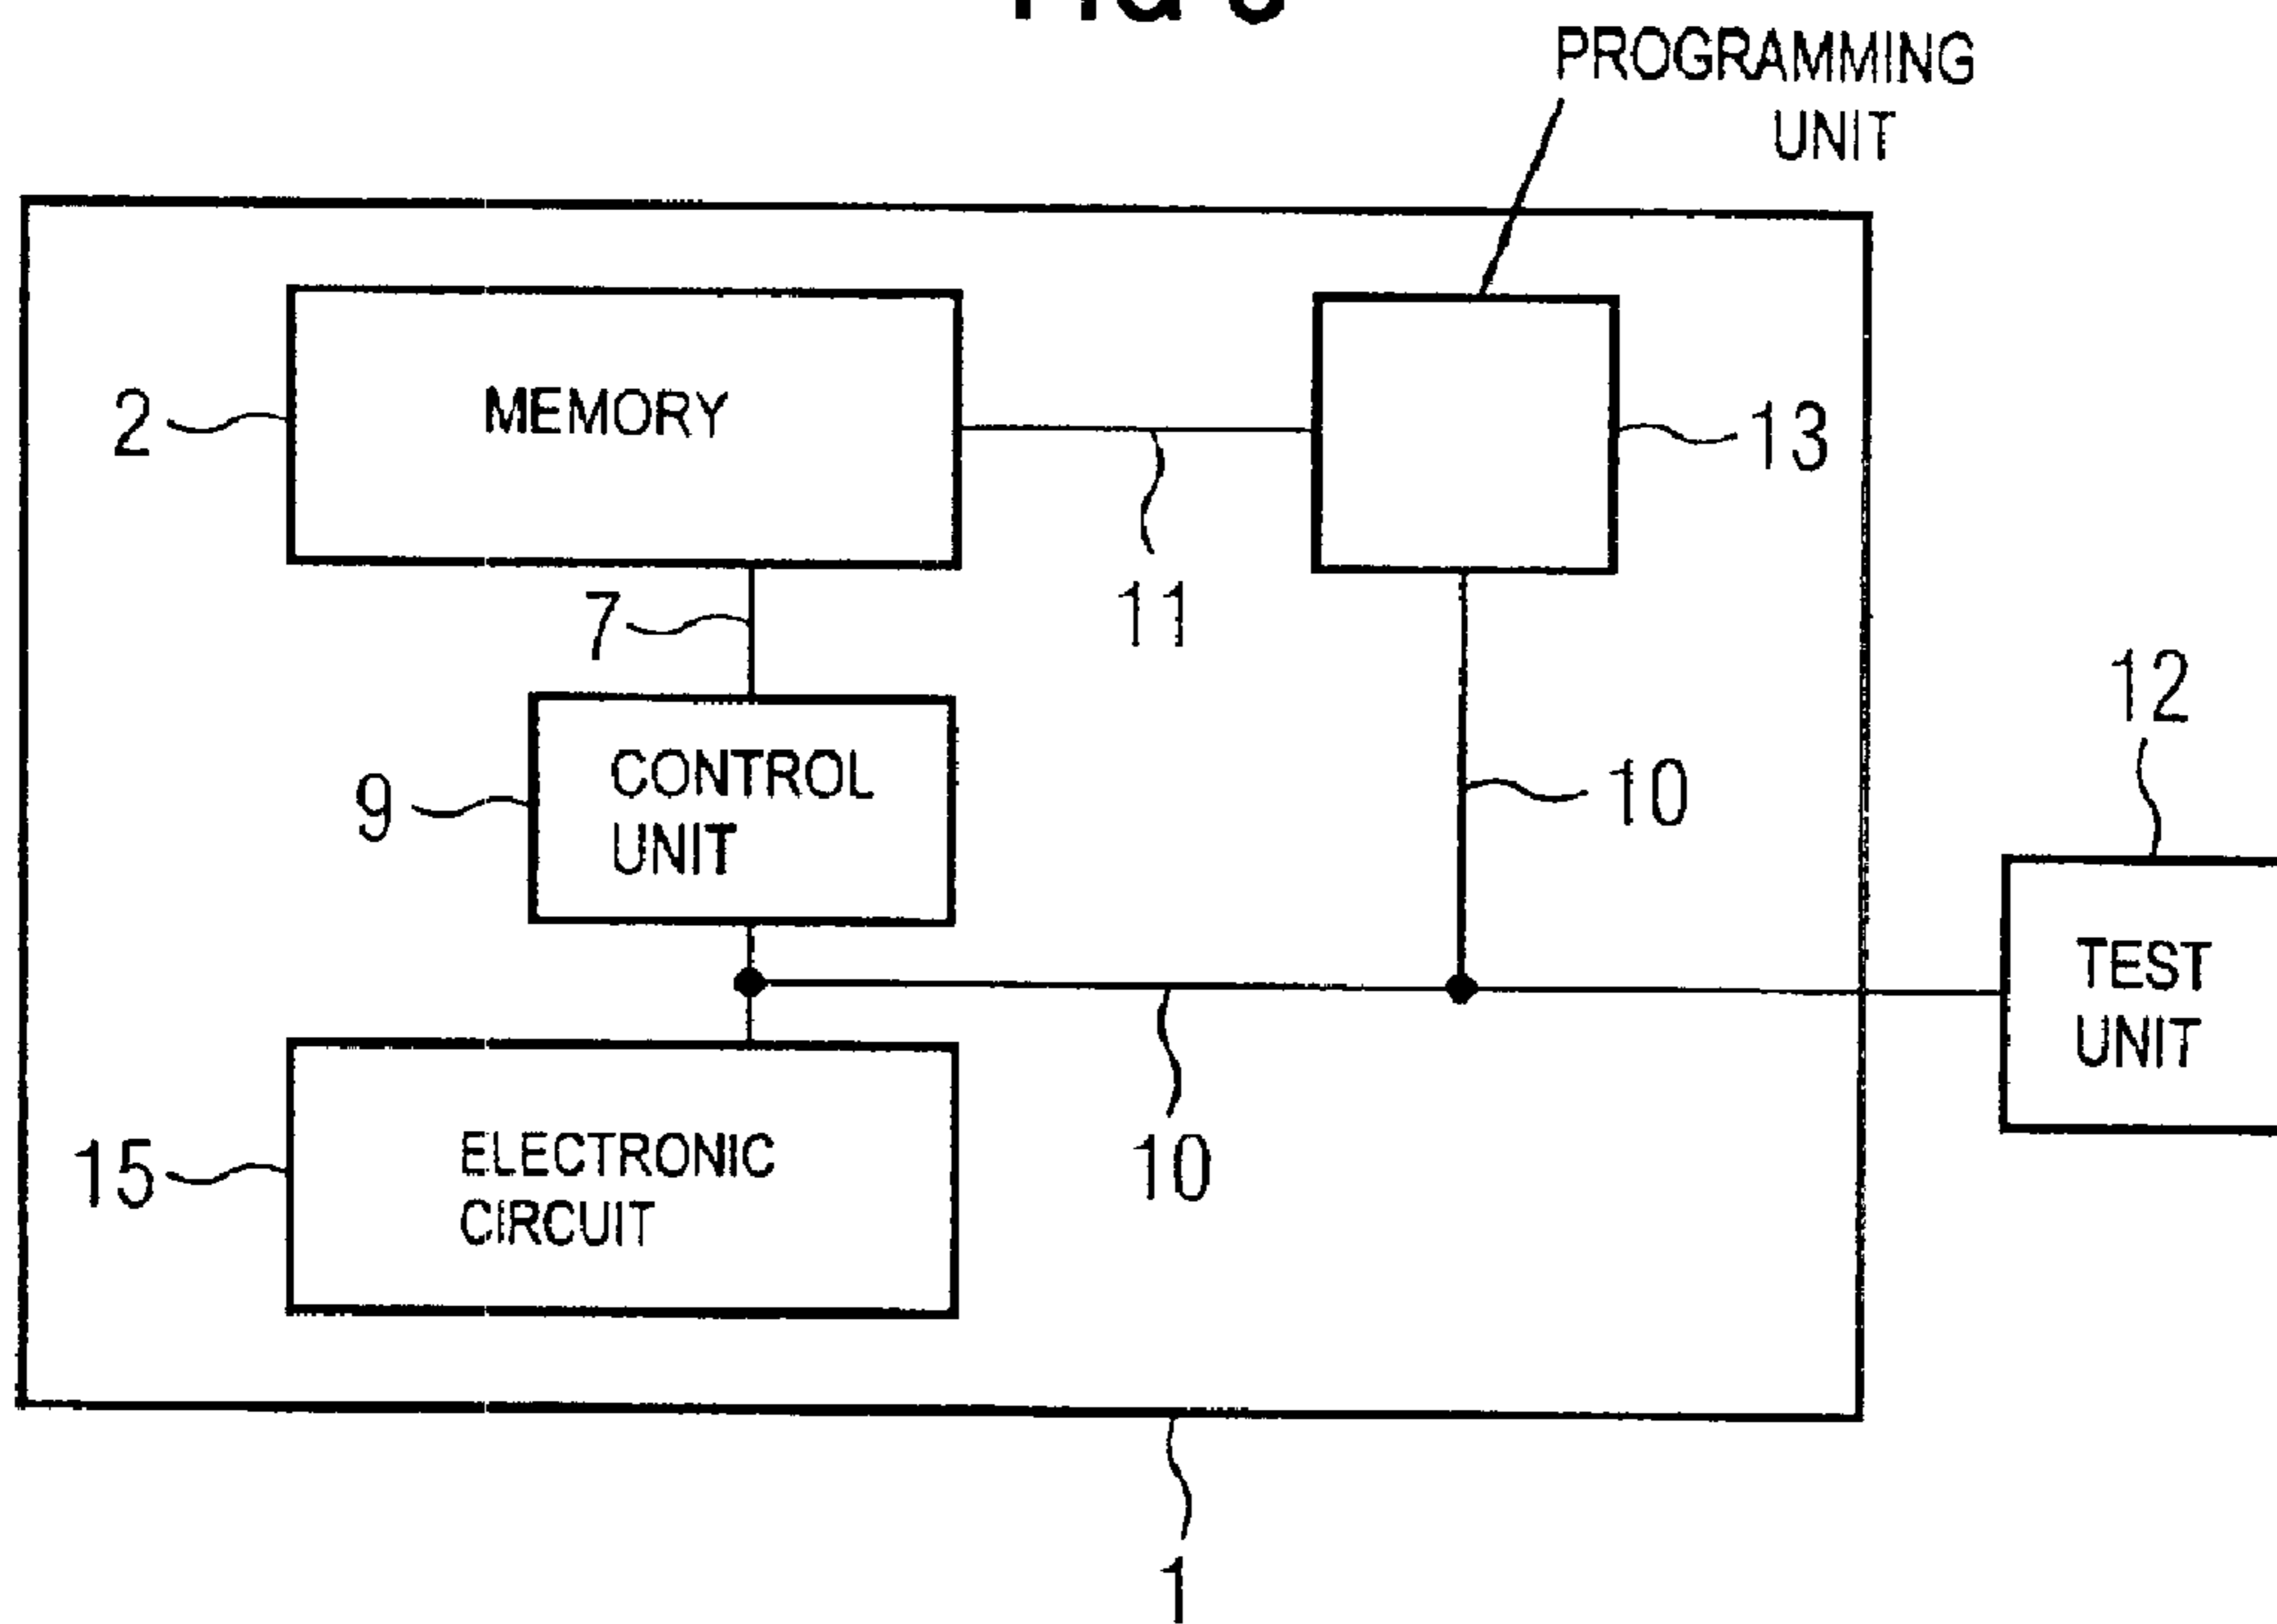 PROGRAMMING
UNIT
2
MEMORY
13
11
7
12
CONTROL
UNIT
9
10
TEST
UNIT
10
15
ELECTRONIC
CIRCUIT
1